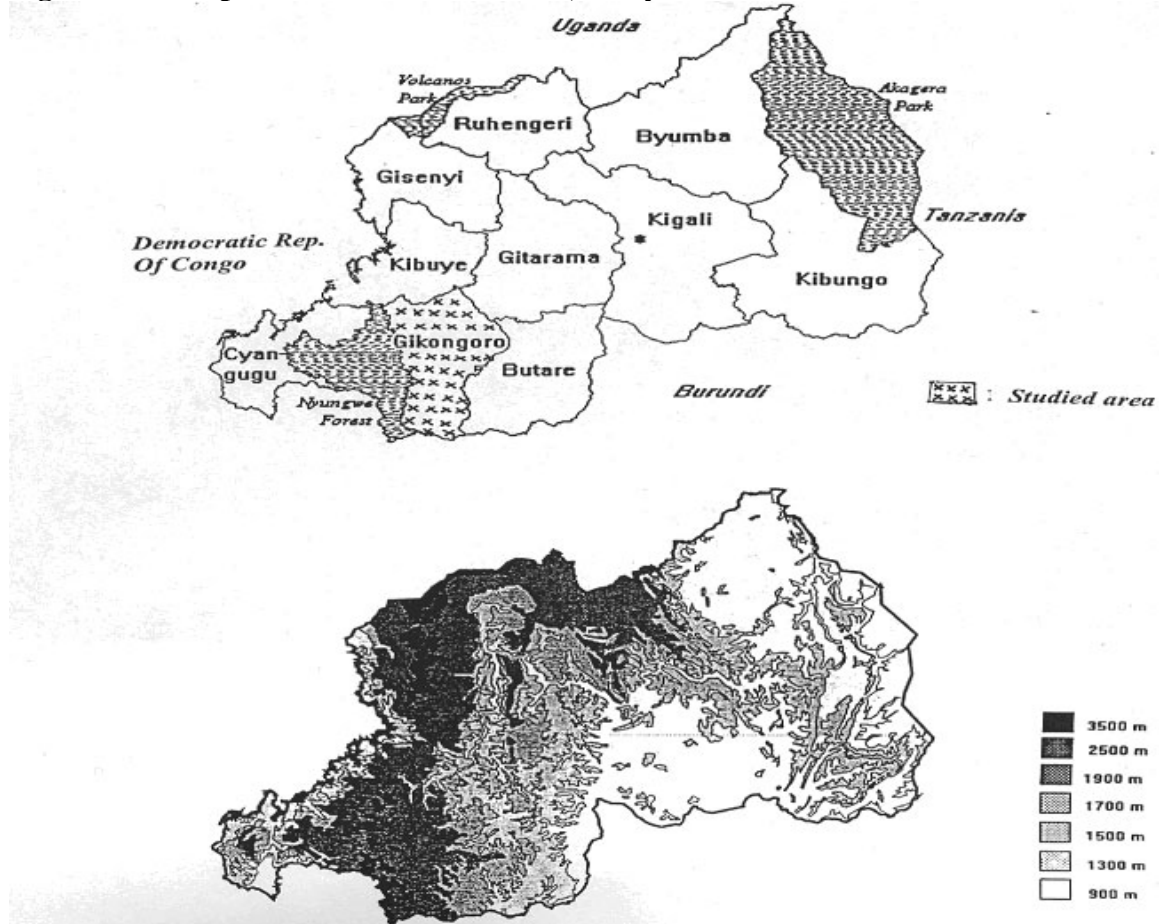 Uganda
Volcanos
Park
Akagera
Park
Ruhengeri
Byumba
Gisenyi
Kigali
Tanzania
*
Democratic Rep.
Of Congo
Kibuye
Gitarama
Kibungo
Gikongoro
Cyan-
gugu
Butare
Burundi
Nyungwe
Forest
: Studied area
3500 m
2500 m
1900 m
1700 m
1500 m
1300 m
900 m